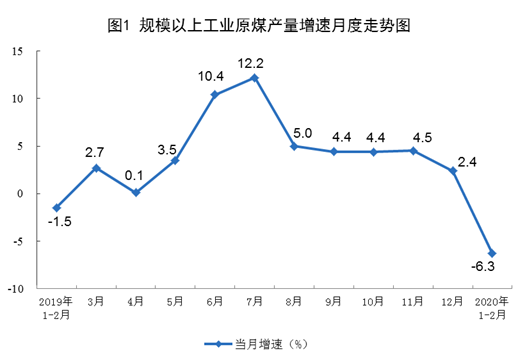 图1 规模以上工业原煤产量增速月度走势图
15
10
5
0
-5
-10
-1.5
2.7
0.1
3.5
10.4
12.2
5.0
4.4
4.4
4.5
2.4
-6.3
2019年
1-2月
3月
4月
5月
6月
7月
8月
9月
10月
11月
12月
2020年
1-2月
当月增速（%）